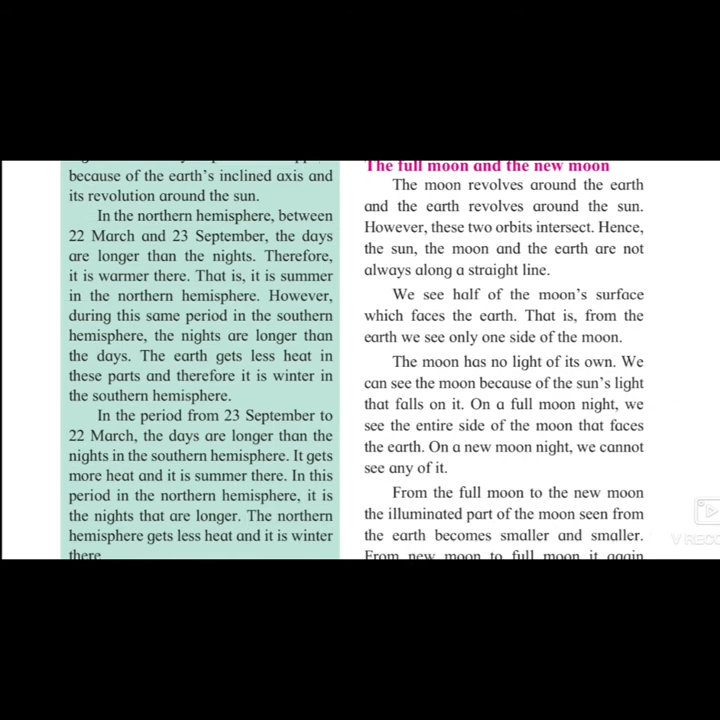 because of the earth's inclined axis and
its revolution around the sun.
In the northern hemisphere, between
22 March and 23 September, the days
are longer than the nights. Therefore,
it is warmer there. That is, it is summer
in the northern hemisphere. However,
during this same period in the southern
hemisphere, the nights are longer than
the days. The earth gets less heat in
these parts and therefore it is winter in
the southern hemisphere.
In the period from 23 September to
22 March, the days are longer than the
nights in the southern hemisphere. It gets
more heat and it is summer there. In this
period in the northern hemisphere, it is
the nights that are longer. The northern
hemisphere gets less heat and it is winter
there
The full moon and the new moon
The moon revolves around the earth
and the earth revolves around the sun.
However, these two orbits intersect. Hence,
the sun, the moon and the earth are not
always along a straight line.
We see half of the moon's surface
which faces the earth. That is, from the
earth we see only one side of the moon.
The moon has no light of its own. We
can see the moon because of the sun's light
that falls on it. On a full moon night, we
see the entire side of the moon that faces
the earth. On a new moon night, we cannot
see any of it.
From the full moon to the new moon
the illuminated part of the moon seen from
the earth becomes smaller and smaller.
From new moon to full moon it again
V RECO